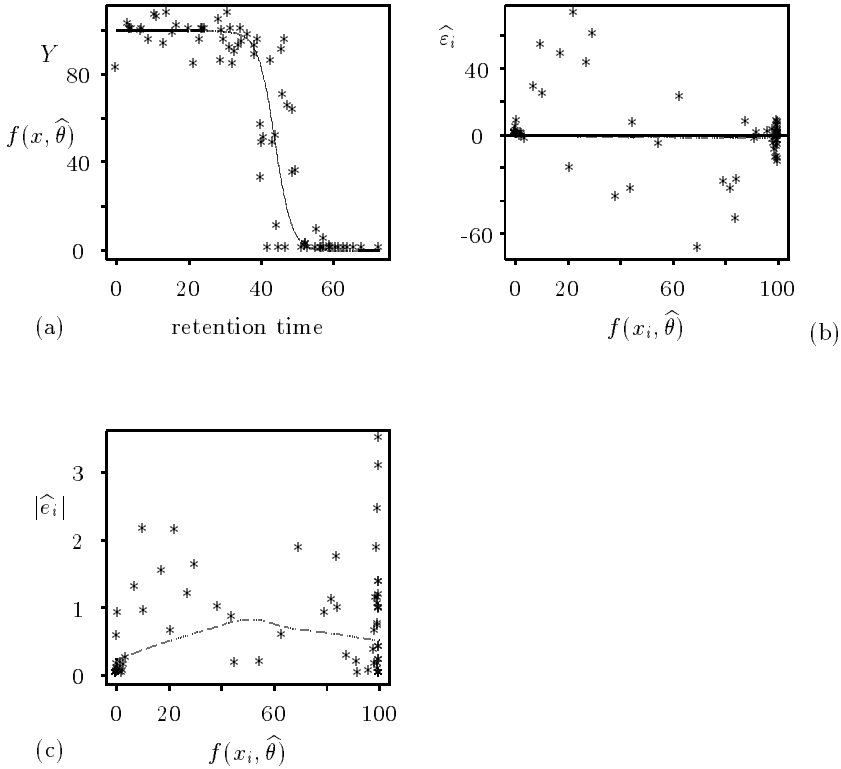 Y
80
f(x, θ̂)
40
0
0 20 40 60
(a)
retention time
ε̂ᵢ
40
0
-60
0 20 60 100
f(xᵢ, θ̂)
(b)
3
|êᵢ|
2
1
0
0 20 60 100
(c)
f(xᵢ, θ̂)